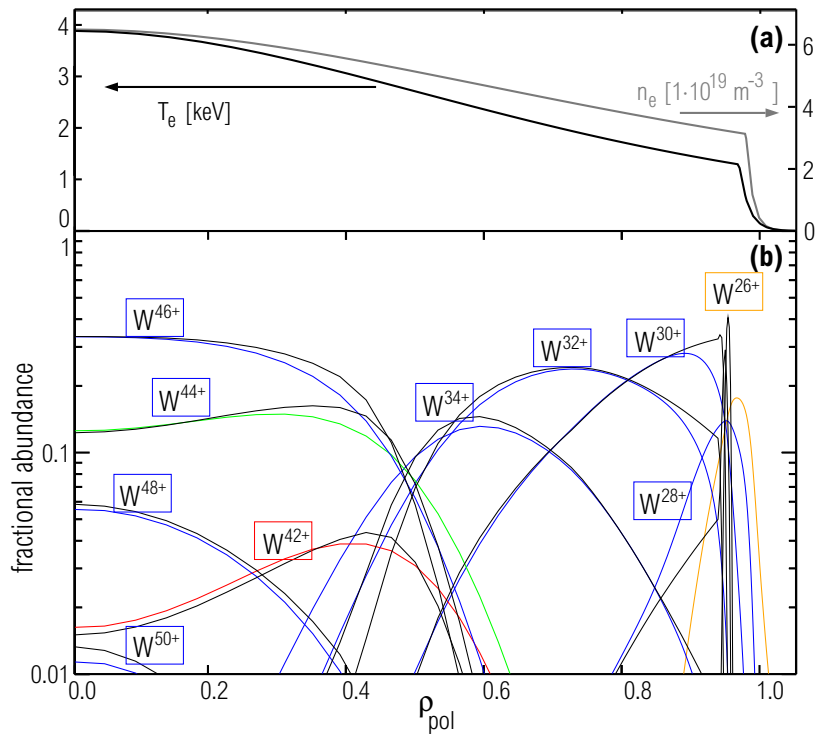 4
3
2
1
0
(a)
T_e [keV]
n_e [1·10^19 m^-3 ]
6
4
2
0
1
0.1
0.01
fractional abundance
(b)
W^26+
W^46+
W^30+
W^32+
W^44+
W^34+
W^48+
W^28+
W^42+
W^50+
0.0
0.2
0.4
0.6
0.8
1.0
ρ_pol